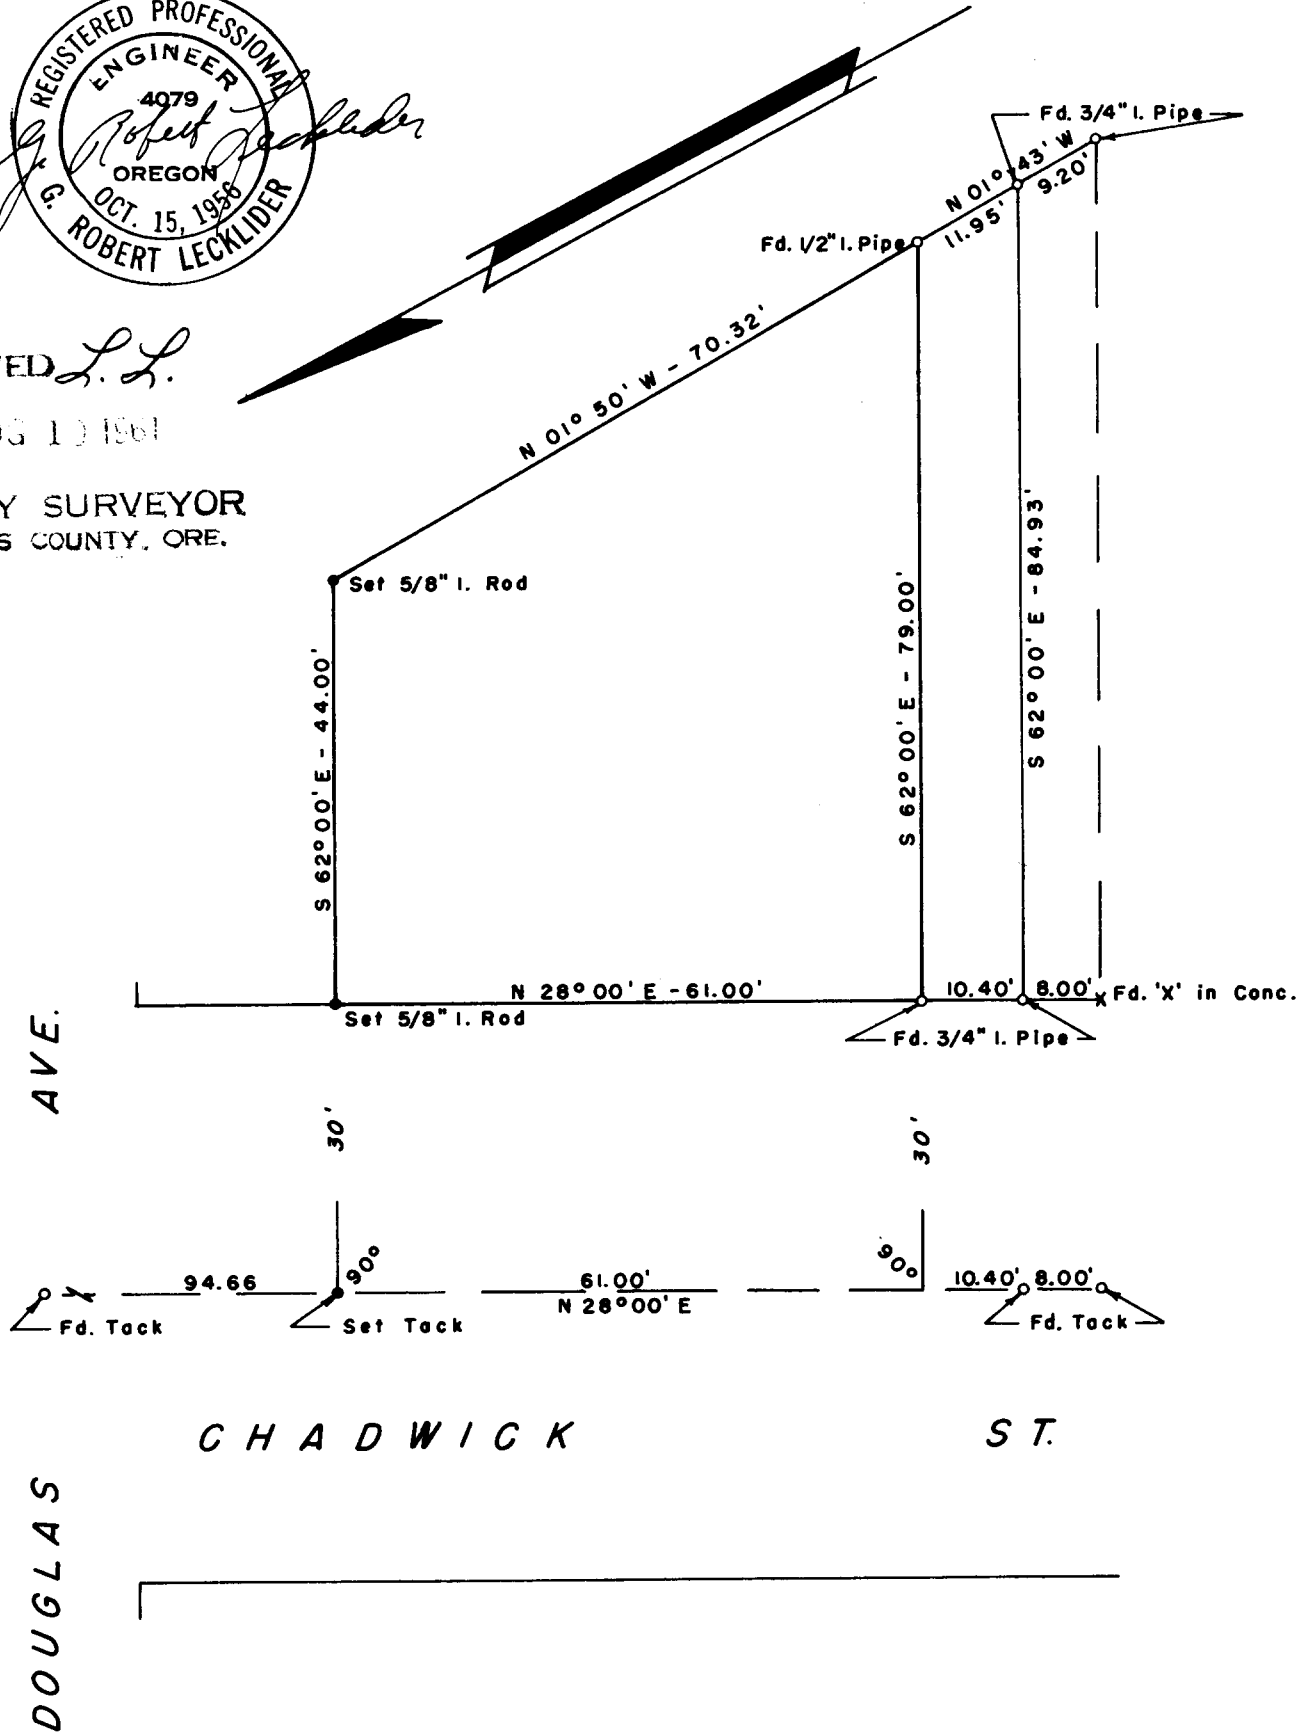 REGISTERED PROFESSIONAL
ENGINEER
4079
G. Robert Lecklider
OREGON
OCT. 15, 1956
G. ROBERT LECKLIDER
L. L.
1961
SURVEYOR
COUNTY, ORE.
Fd. 3/4" I. Pipe
N 01° 43' W
9.20'
11.95'
Fd. 1/2" I. Pipe
N 01° 50' W - 70.32'
Set 5/8" I. Rod
S 62° 00' E - 44.00'
S 62° 00' E - 79.00'
S 62° 00' E - 84.93'
N 28° 00' E - 61.00'
10.40'
8.00'
Fd. 'X' in Conc.
Set 5/8" I. Rod
Fd. 3/4" I. Pipe
AVE.
30'
30'
90°
90°
94.66
61.00'
N 28° 00' E
10.40'
8.00'
Fd. Tack
Set Tack
Fd. Tack
CHADWICK ST.
DOUGLAS